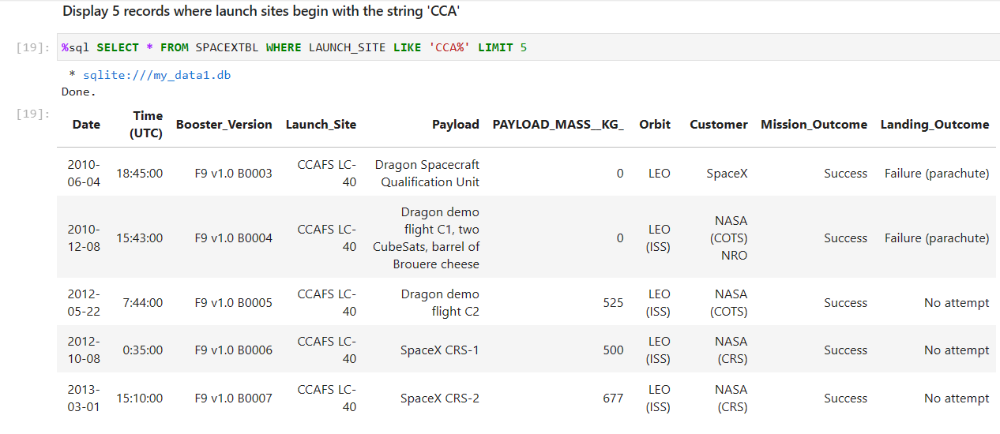 Display 5 records where launch sites begin with the string 'CCA'
[19]: %sql SELECT * FROM SPACEXTBL WHERE LAUNCH_SITE LIKE 'CCA%' LIMIT 5
* sqlite:///my_data1.db
Done.
[19]:
Date Time (UTC) Booster_Version Launch_Site Payload PAYLOAD_MASS__KG_ Orbit Customer Mission_Outcome Landing_Outcome
2010-06-04 18:45:00 F9 v1.0 B0003 CCAFS LC-40 Dragon Spacecraft Qualification Unit 0 LEO SpaceX Success Failure (parachute)
2010-12-08 15:43:00 F9 v1.0 B0004 CCAFS LC-40 Dragon demo flight C1, two CubeSats, barrel of Brouere cheese 0 LEO (ISS) NASA (COTS) NRO Success Failure (parachute)
2012-05-22 7:44:00 F9 v1.0 B0005 CCAFS LC-40 Dragon demo flight C2 525 LEO (ISS) NASA (COTS) Success No attempt
2012-10-08 0:35:00 F9 v1.0 B0006 CCAFS LC-40 SpaceX CRS-1 500 LEO (ISS) NASA (CRS) Success No attempt
2013-03-01 15:10:00 F9 v1.0 B0007 CCAFS LC-40 SpaceX CRS-2 677 LEO (ISS) NASA (CRS) Success No attempt